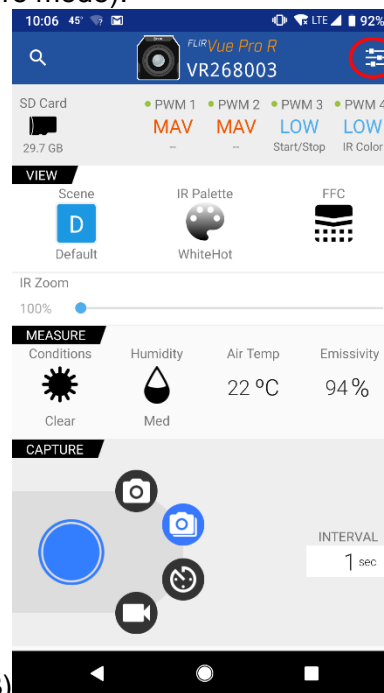 re mode).
10:06 45° LTE 92%
FLIR Vue Pro R
VR268003
SD Card PWM 1 PWM 2 PWM 3 PWM 4
MAV MAV LOW LOW
29.7 GB -- -- Start/Stop IR Color
VIEW
Scene IR Palette FFC
D
Default WhiteHot
IR Zoom
100%
MEASURE
Conditions Humidity Air Temp Emissivity
22 ºC 94 %
Clear Med
CAPTURE
INTERVAL
1 sec
)